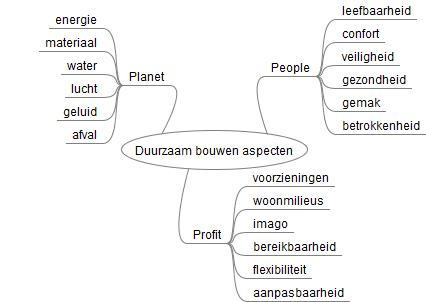 energie
materiaal
water
lucht
geluid
afval
Planet
People
leefbaarheid
confort
veiligheid
gezondheid
gemak
betrokkenheid
Duurzaam bouwen aspecten
Profit
voorzieningen
woonmilieus
imago
bereikbaarheid
flexibiliteit
aanpasbaarheid